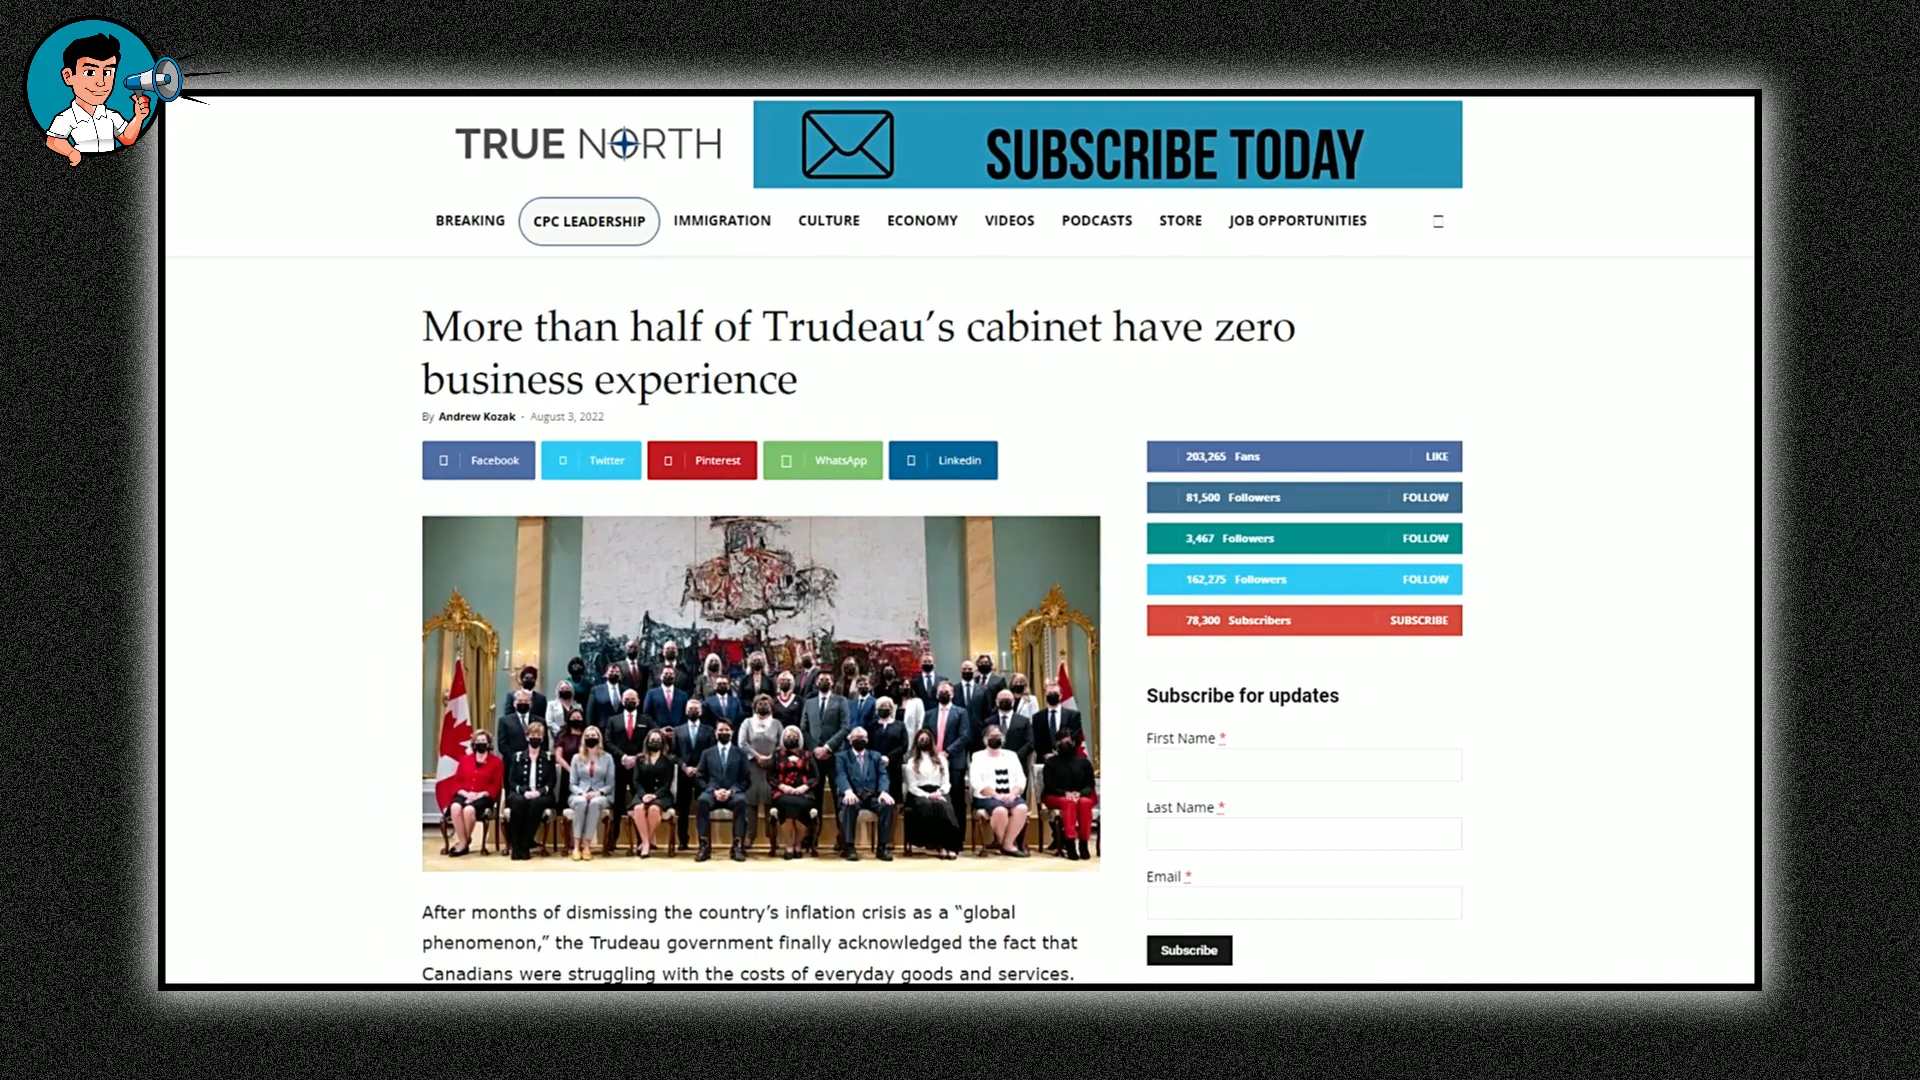 TRUE NORTH
SUBSCRIBE TODAY
BREAKING CPC LEADERSHIP IMMIGRATION CULTURE ECONOMY VIDEOS PODCASTS STORE JOB OPPORTUNITIES
More than half of Trudeau’s cabinet have zero
business experience
By Andrew Kozak - August 3, 2022
Facebook Twitter Pinterest WhatsApp Linkedin
203,265 Fans LIKE
81,500 Followers FOLLOW
3,467 Followers FOLLOW
162,275 Followers FOLLOW
78,300 Subscribers SUBSCRIBE
Subscribe for updates
First Name *
Last Name *
Email *
Subscribe
After months of dismissing the country’s inflation crisis as a “global
phenomenon,” the Trudeau government finally acknowledged the fact that
Canadians were struggling with the costs of everyday goods and services.